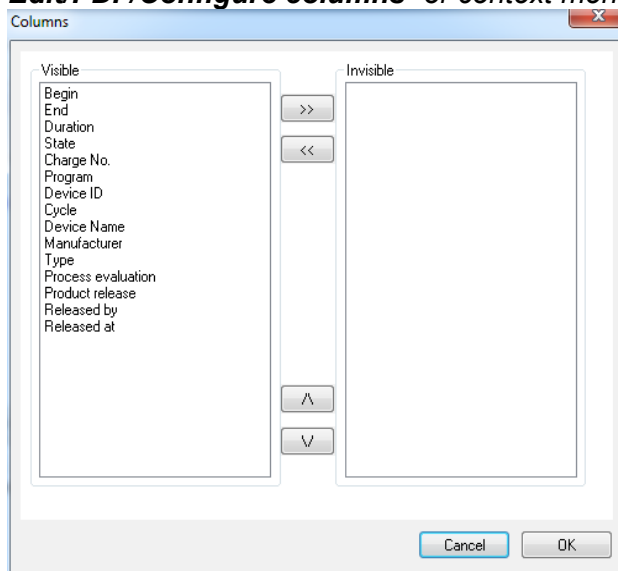 Columns
Visible
Invisible
Begin
End
Duration
State
Charge No.
Program
Device ID
Cycle
Device Name
Manufacturer
Type
Process evaluation
Product release
Released by
Released at
>>
<<
/\
\/
Cancel
OK